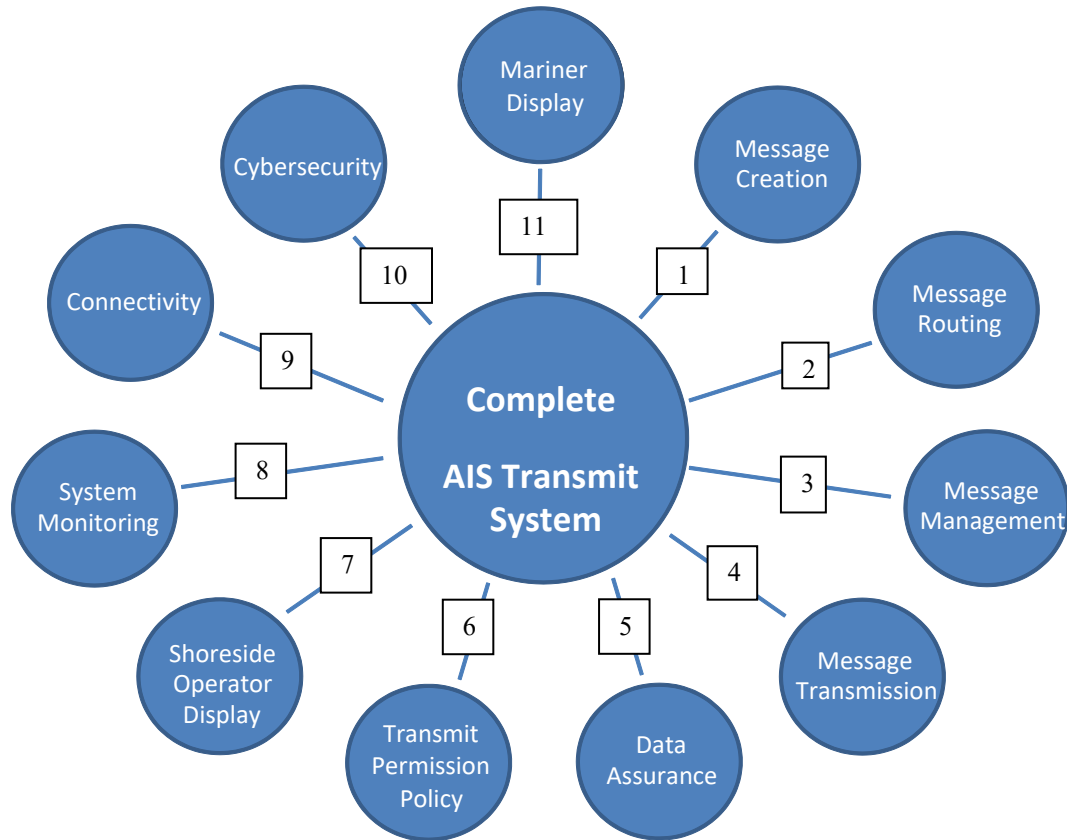 Mariner
Display
11
Message
Creation
1
Message
Routing
2
Message
Management
3
Message
Transmission
4
Data
Assurance
5
Transmit
Permission
Policy
6
Shoreside
Operator
Display
7
System
Monitoring
8
Connectivity
9
Cybersecurity
10
Complete
AIS Transmit
System